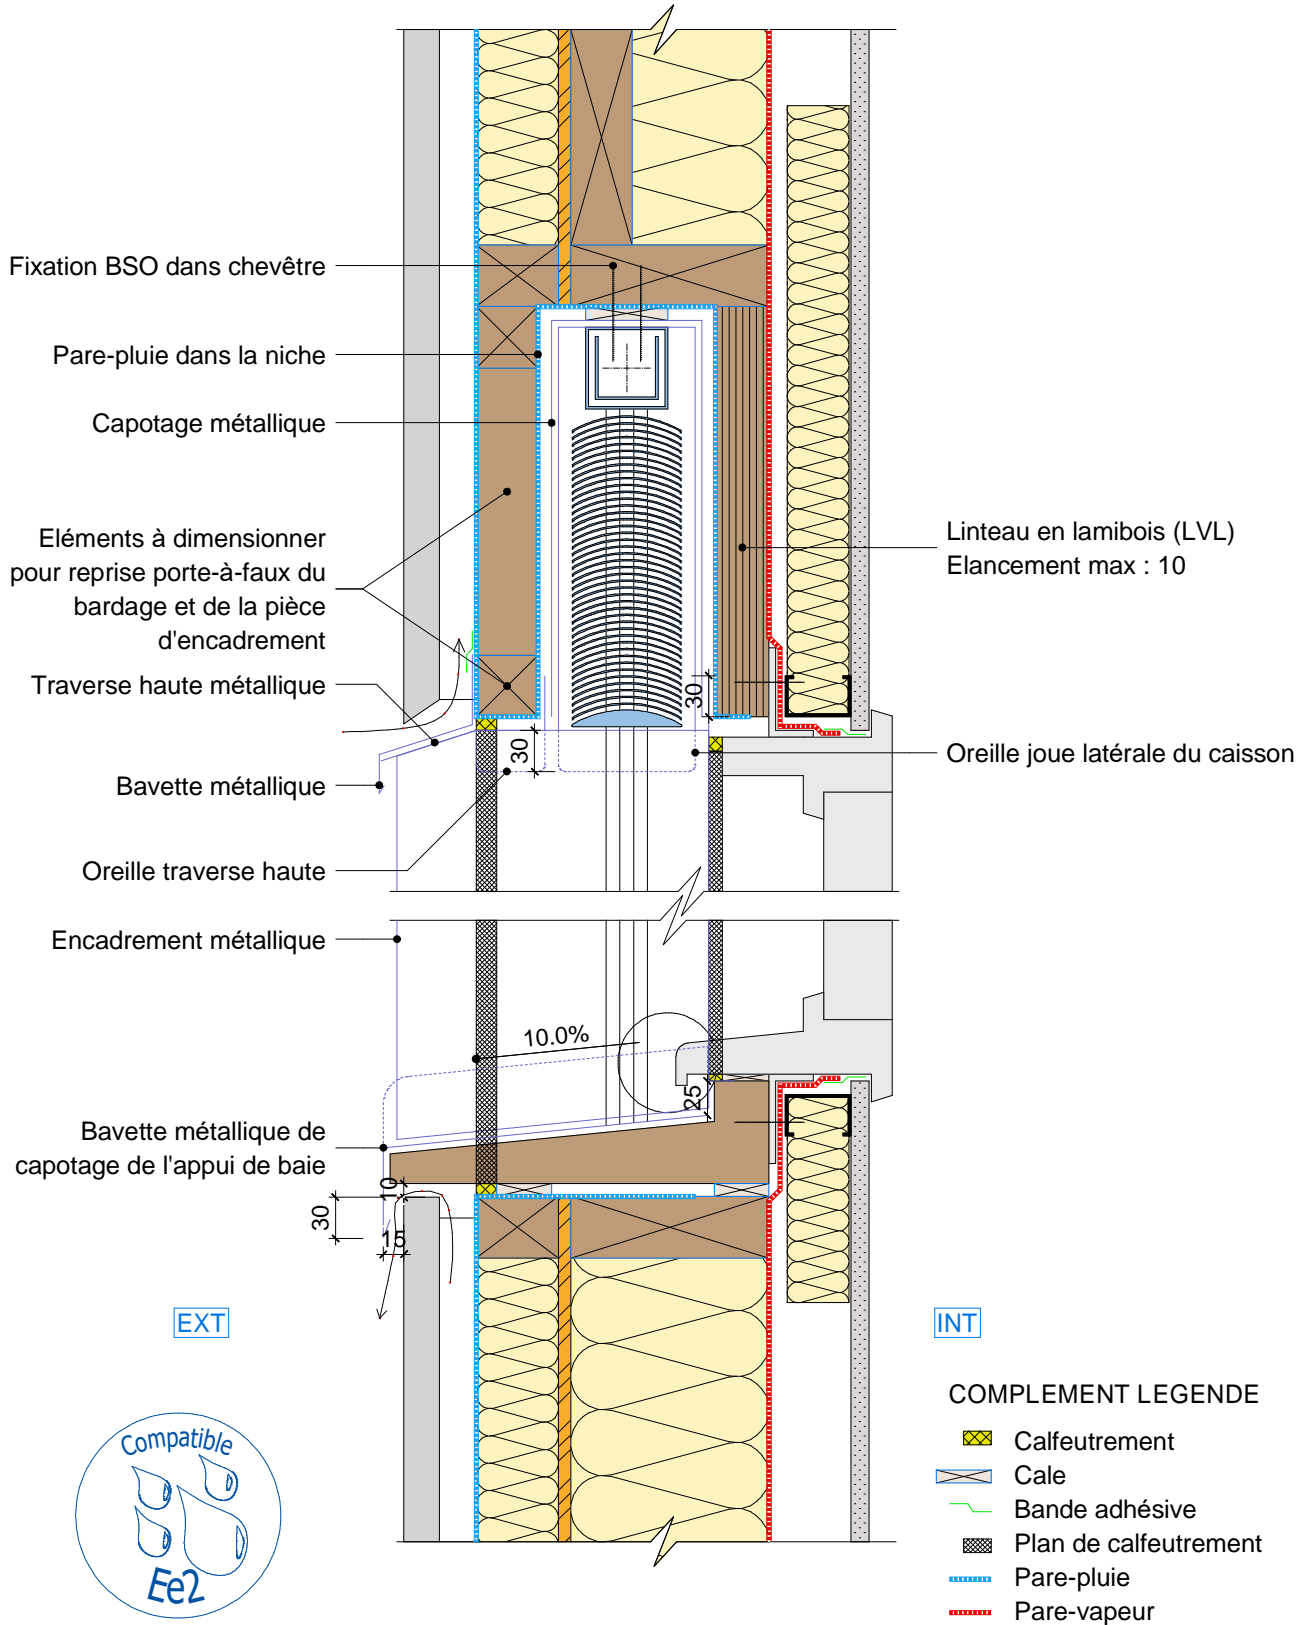 Fixation BSO dans chevêtre
Pare-pluie dans la niche
Capotage métallique
Eléments à dimensionner
pour reprise porte-à-faux du
bardage et de la pièce
d'encadrement
Linteau en lamibois (LVL)
Elancement max : 10
Traverse haute métallique
30
30
Oreille joue latérale du caisson
Bavette métallique
Oreille traverse haute
Encadrement métallique
10.0%
25
Bavette métallique de
capotage de l'appui de baie
10
30
15
EXT
INT
COMPLEMENT LEGENDE
Calfeutrement
Cale
Bande adhésive
Plan de calfeutrement
Pare-pluie
Pare-vapeur
Compatible
Ee2